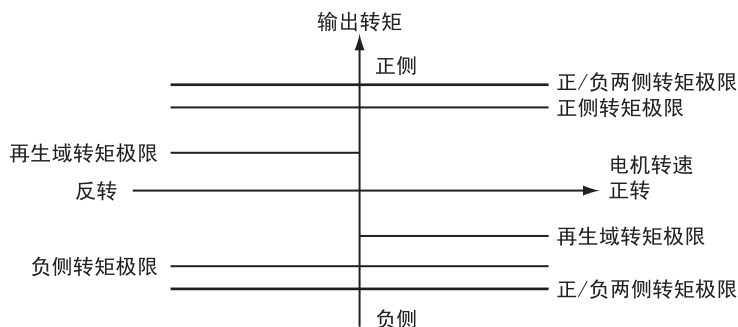 输出转矩
正侧
正/负两侧转矩极限
正侧转矩极限
再生域转矩极限
电机转速
反转
正转
再生域转矩极限
负侧转矩极限
正/负两侧转矩极限
负侧